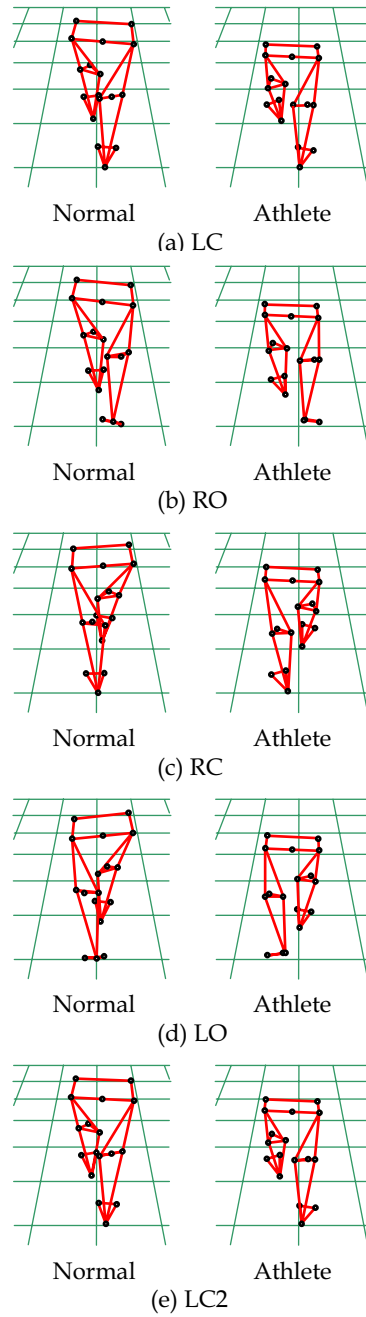 Normal Athlete
(a) LC
Normal Athlete
(b) RO
Normal Athlete
(c) RC
Normal Athlete
(d) LO
Normal Athlete
(e) LC2